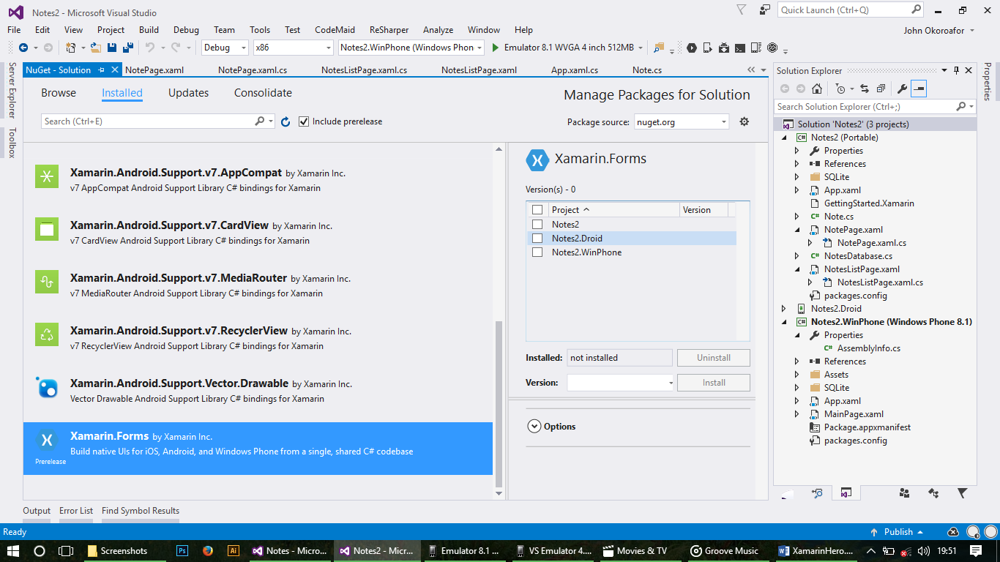 Notes2 - Microsoft Visual Studio
Quick Launch (Ctrl+Q)
File Edit View Project Build Debug Team Tools Test CodeMaid ReSharper Analyze Window Help
John Okoroafor
Debug x86 Notes2.WinPhone (Windows Phon Emulator 8.1 WVGA 4 inch 512MB
Server Explorer
Toolbox
NuGet - Solution NotePage.xaml NotePage.xaml.cs NotesListPage.xaml.cs NotesListPage.xaml App.xaml.cs Note.cs
Browse Installed Updates Consolidate
Manage Packages for Solution
Search (Ctrl+E)
Include prerelease
Package source: nuget.org
Xamarin.Android.Support.v7.AppCompat by Xamarin Inc.
v7 AppCompat Android Support Library C# bindings for Xamarin
Xamarin.Android.Support.v7.CardView by Xamarin Inc.
v7 CardView Android Support Library C# bindings for Xamarin
Xamarin.Android.Support.v7.MediaRouter by Xamarin Inc.
v7 MediaRouter Android Support Library C# bindings for Xamarin
Xamarin.Android.Support.v7.RecyclerView by Xamarin Inc.
v7 RecyclerView Android Support Library C# bindings for Xamarin
Xamarin.Android.Support.Vector.Drawable by Xamarin Inc.
Vector Drawable Android Support Library C# bindings for Xamarin
Xamarin.Forms by Xamarin Inc.
Build native UIs for iOS, Android, and Windows Phone from a single, shared C# codebase
Prerelease
Xamarin.Forms
Version(s) - 0
Project Version
Notes2
Notes2.Droid
Notes2.WinPhone
Installed: not installed Uninstall
Version: Install
Options
Solution Explorer
Search Solution Explorer (Ctrl+;)
Solution 'Notes2' (3 projects)
C# Notes2 (Portable)
Properties
References
SQLite
App.xaml
GettingStarted.Xamarin
C# Note.cs
NotePage.xaml
NotePage.xaml.cs
C# NotesDatabase.cs
NotesListPage.xaml
NotesListPage.xaml.cs
packages.config
Notes2.Droid
C# Notes2.WinPhone (Windows Phone 8.1)
Properties
C# AssemblyInfo.cs
References
Assets
SQLite
App.xaml
MainPage.xaml
Package.appxmanifest
packages.config
Properties
Output Error List Find Symbol Results
Ready
Publish
Screenshots Ps Ai Notes - Micro... Notes2 - Micr... Emulator 8.1 ... VS Emulator 4.... Movies & TV Groove Music XamarinHero.... 19:51